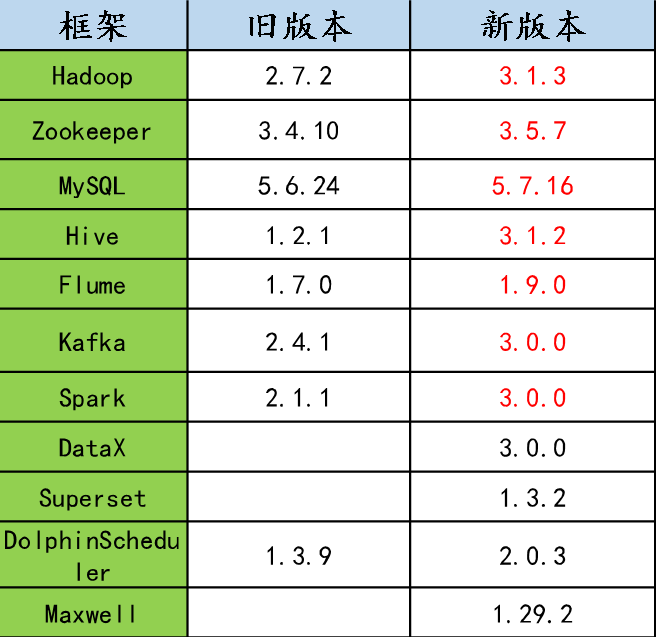 框架 旧版本 新版本
Hadoop 2.7.2 3.1.3
Zookeeper 3.4.10 3.5.7
MySQL 5.6.24 5.7.16
Hive 1.2.1 3.1.2
Flume 1.7.0 1.9.0
Kafka 2.4.1 3.0.0
Spark 2.1.1 3.0.0
DataX 3.0.0
Superset 1.3.2
DolphinSchedu
ler 1.3.9 2.0.3
Maxwell 1.29.2